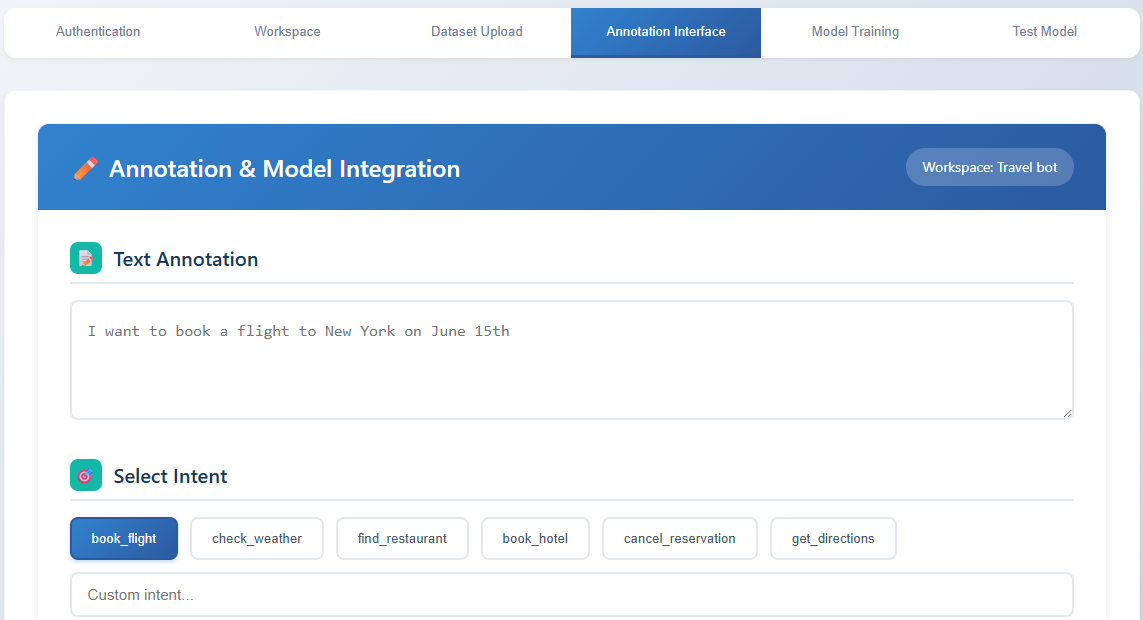 Authentication Workspace Dataset Upload Annotation Interface Model Training Test Model
Annotation & Model Integration Workspace: Travel bot
Text Annotation
I want to book a flight to New York on June 15th
Select Intent
book_flight check_weather find_restaurant book_hotel cancel_reservation get_directions
Custom intent...